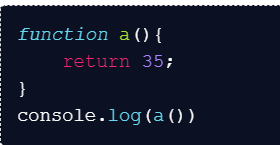 function a(){
    return 35;
}
console.log(a())